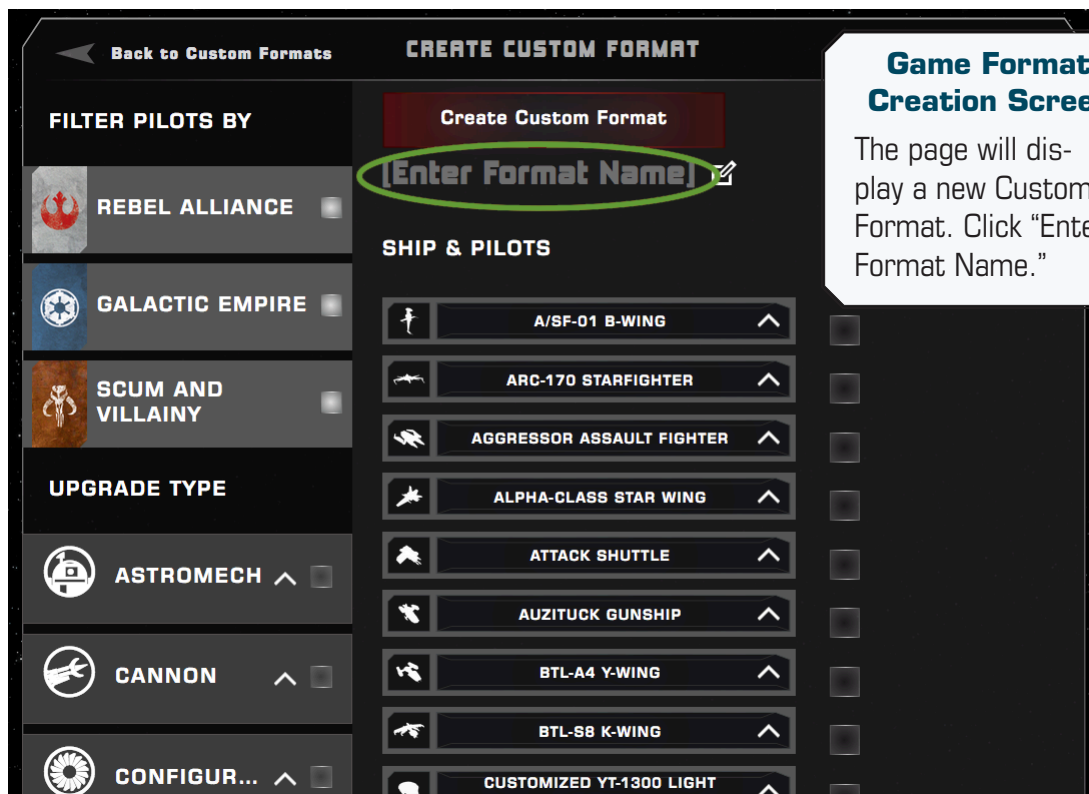 Back to Custom Formats
CREATE CUSTOM FORMAT
FILTER PILOTS BY
REBEL ALLIANCE
GALACTIC EMPIRE
SCUM AND
VILLAINY
UPGRADE TYPE
ASTROMECH
CANNON
CONFIGUR...
Create Custom Format
[Enter Format Name]
SHIP & PILOTS
A/SF-01 B-WING
ARC-170 STARFIGHTER
AGGRESSOR ASSAULT FIGHTER
ALPHA-CLASS STAR WING
ATTACK SHUTTLE
AUZITUCK GUNSHIP
BTL-A4 Y-WING
BTL-S8 K-WING
CUSTOMIZED YT-1300 LIGHT
Game Format
Creation Scree
The page will dis-
play a new Custom
Format. Click “Ente
Format Name.”